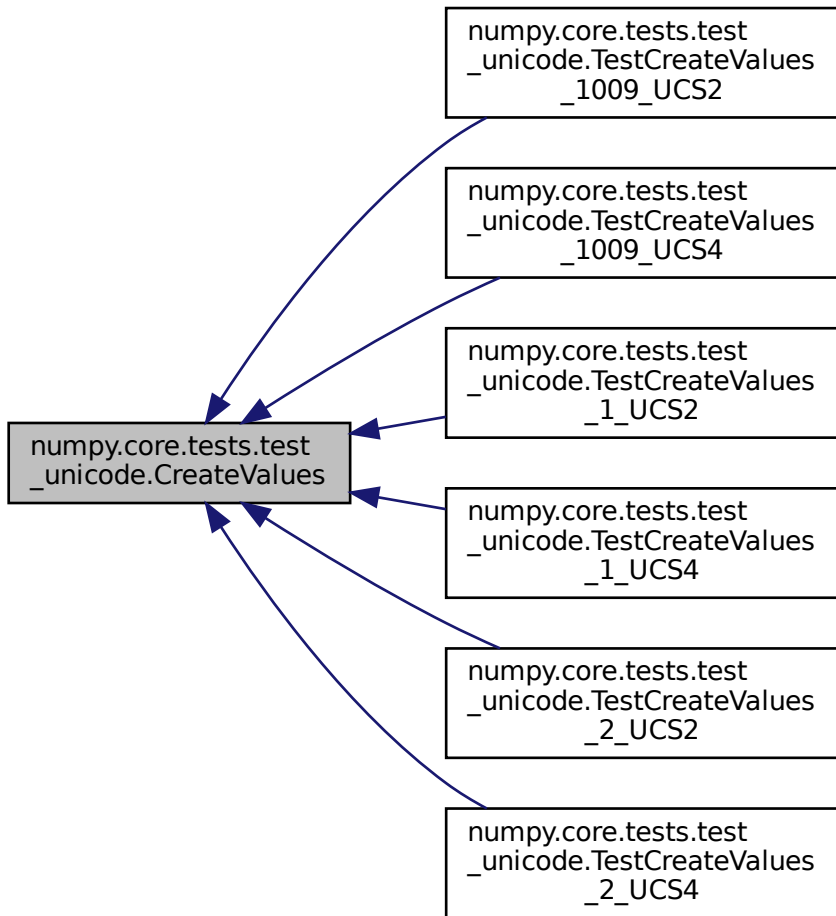 numpy.core.tests.test
_unicode.TestCreateValues
_1009_UCS2
numpy.core.tests.test
_unicode.TestCreateValues
_1009_UCS4
numpy.core.tests.test
_unicode.TestCreateValues
_1_UCS2
numpy.core.tests.test
_unicode.CreateValues
numpy.core.tests.test
_unicode.TestCreateValues
_1_UCS4
numpy.core.tests.test
_unicode.TestCreateValues
_2_UCS2
numpy.core.tests.test
_unicode.TestCreateValues
_2_UCS4